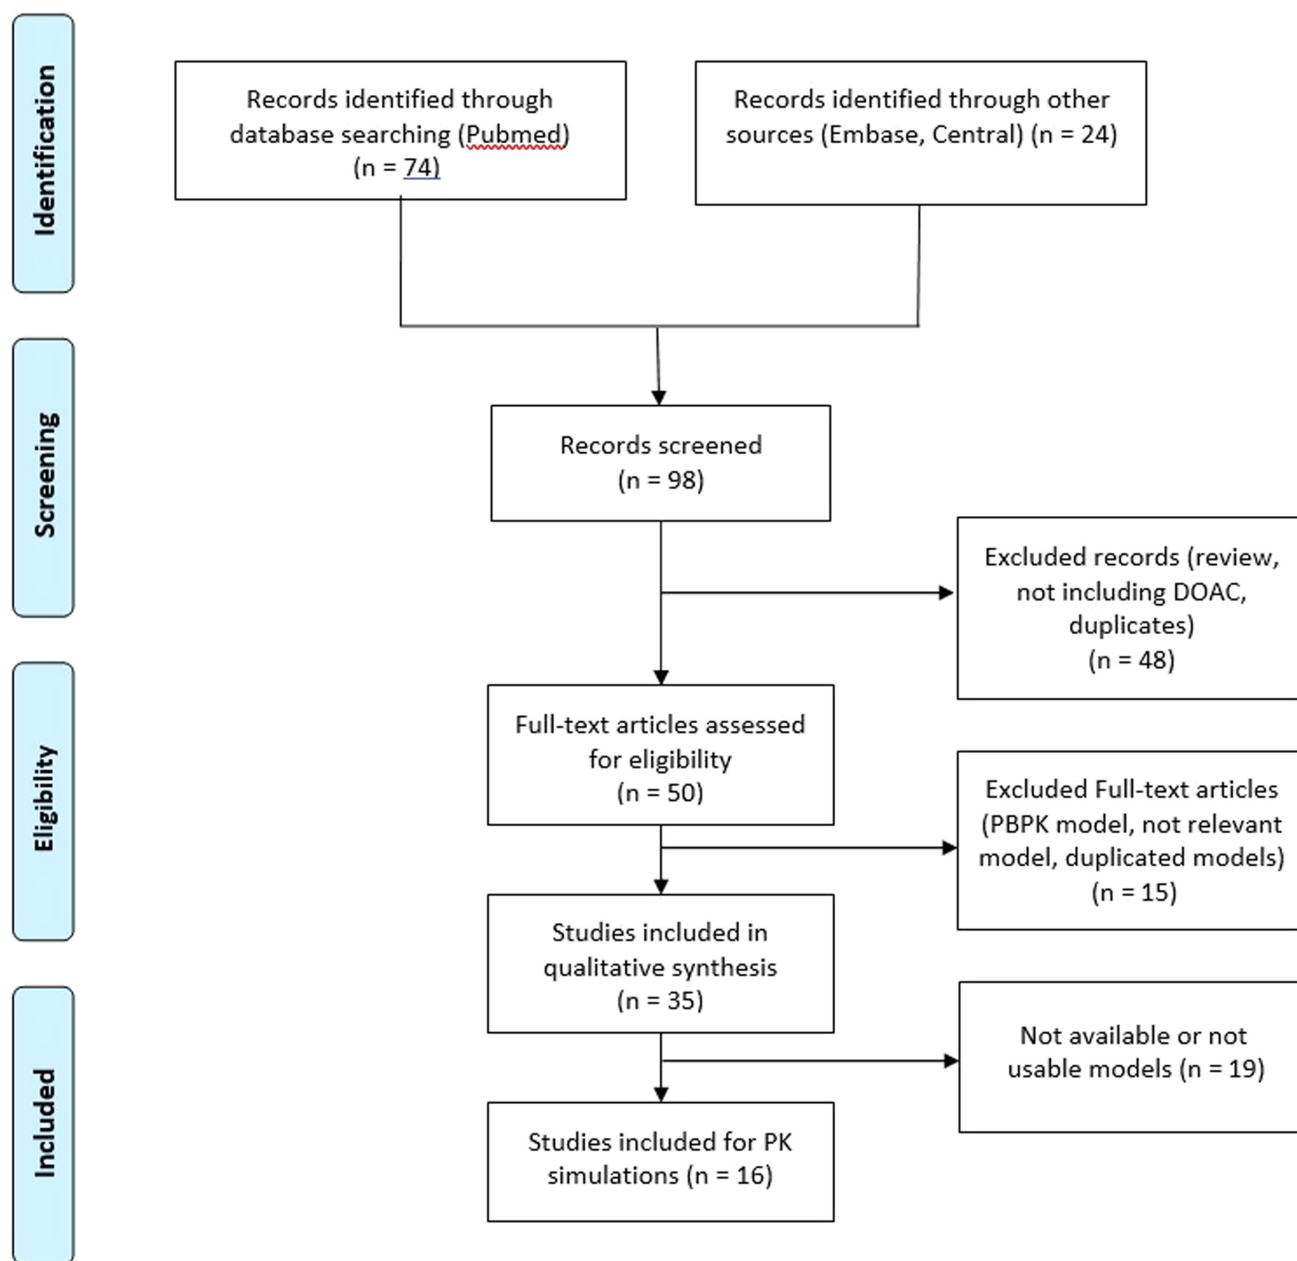 Identification
Records identified through
database searching (Pubmed)
(n = 74)
Records identified through other
sources (Embase, Central) (n = 24)
Screening
Records screened
(n = 98)
Excluded records (review,
not including DOAC,
duplicates)
(n = 48)
Eligibility
Full-text articles assessed
for eligibility
(n = 50)
Excluded Full-text articles
(PBPK model, not relevant
model, duplicated models)
(n = 15)
Studies included in
qualitative synthesis
(n = 35)
Included
Not available or not
usable models (n = 19)
Studies included for PK
simulations (n = 16)